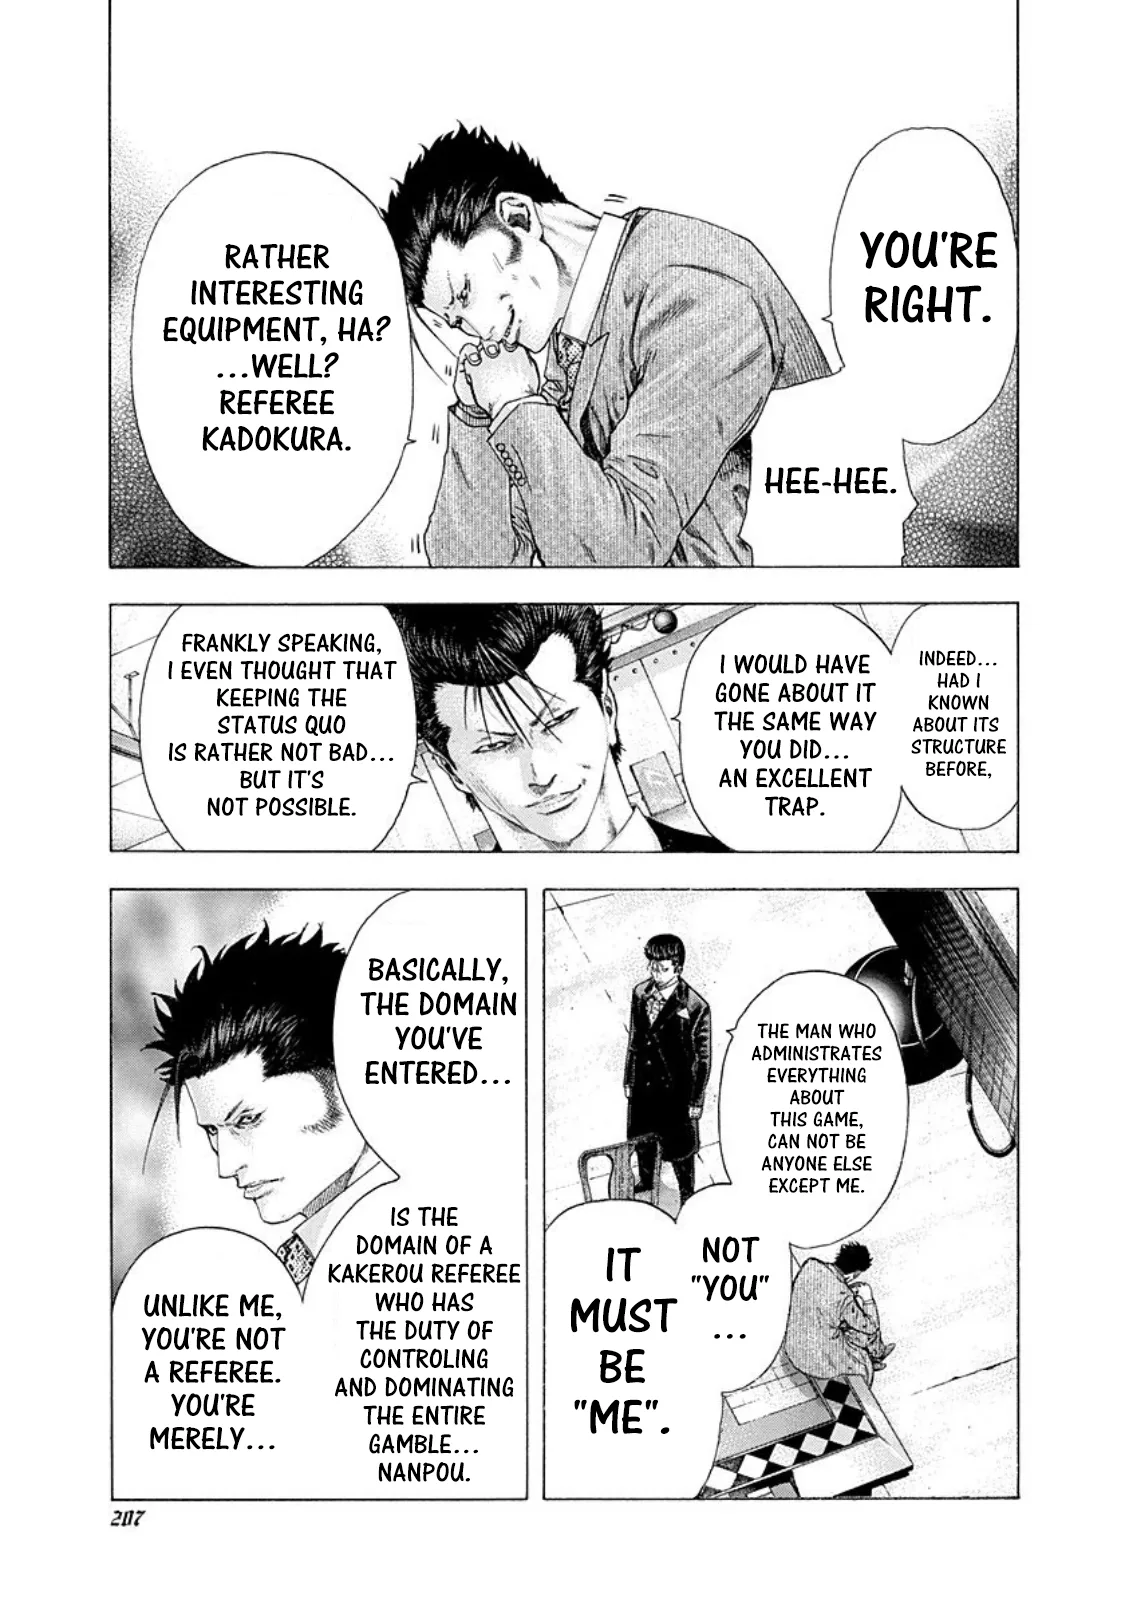 YOU'RE
RIGHT.
HEE-HEE.
RATHER
INTERESTING
EQUIPMENT, HA?
...WELL?
REFEREE
KADOKURA.
INDEED...
HAD I
KNOWN
ABOUT ITS
STRUCTURE
BEFORE,
I WOULD HAVE
GONE ABOUT IT
THE SAME WAY
YOU DID...
AN EXCELLENT
TRAP.
FRANKLY SPEAKING,
I EVEN THOUGHT THAT
KEEPING THE
STATUS QUO
IS RATHER NOT BAD...
BUT IT'S
NOT POSSIBLE.
THE MAN WHO
ADMINISTRATES
EVERYTHING
ABOUT
THIS GAME,
CAN NOT BE
ANYONE ELSE
EXCEPT ME.
NOT
"YOU"
...
IT
MUST
BE
"ME".
BASICALLY,
THE DOMAIN
YOU'VE
ENTERED...
IS THE
DOMAIN OF A
KAKEROU REFEREE
WHO HAS
THE DUTY OF
CONTROLING
AND DOMINATING
THE ENTIRE
GAMBLE...
NANPOU.
UNLIKE ME,
YOU'RE NOT
A REFEREE.
YOU'RE
MERELY...
207